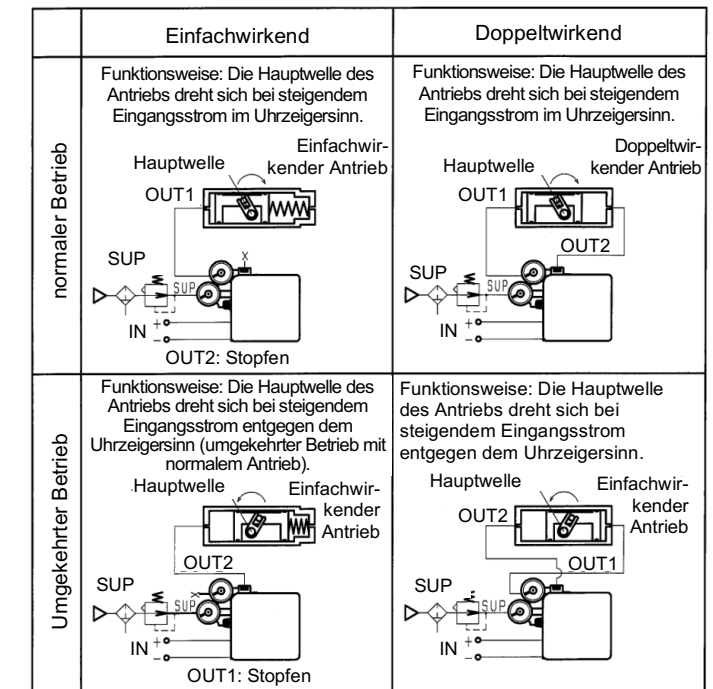 Einfachwirkend
Doppeltwirkend
normaler Betrieb
Funktionsweise: Die Hauptwelle des
Antriebs dreht sich bei steigendem
Eingangsstrom im Uhrzeigersinn.
Hauptwelle
Einfachwir-
kender Antrieb
OUT1
SUP
SUP
X
IN
+
-
OUT2: Stopfen
Funktionsweise: Die Hauptwelle des
Antriebs dreht sich bei steigendem
Eingangsstrom im Uhrzeigersinn.
Hauptwelle
Doppeltwir-
kender Antrieb
OUT1
OUT2
SUP
SUP
IN
+
-
Umgekehrter Betrieb
Funktionsweise: Die Hauptwelle des
Antriebs dreht sich bei steigendem
Eingangsstrom entgegen dem
Uhrzeigersinn (umgekehrter Betrieb mit
normalem Antrieb).
Hauptwelle
Einfachwir-
kender
Antrieb
OUT2
SUP
X
SUP
IN
+
-
OUT1: Stopfen
Funktionsweise: Die Hauptwelle
des Antriebs dreht sich bei
steigendem Eingangsstrom
entgegen dem Uhrzeigersinn.
Hauptwelle
Einfachwir-
kender
Antrieb
OUT2
OUT1
SUP
SUP
IN
+
-